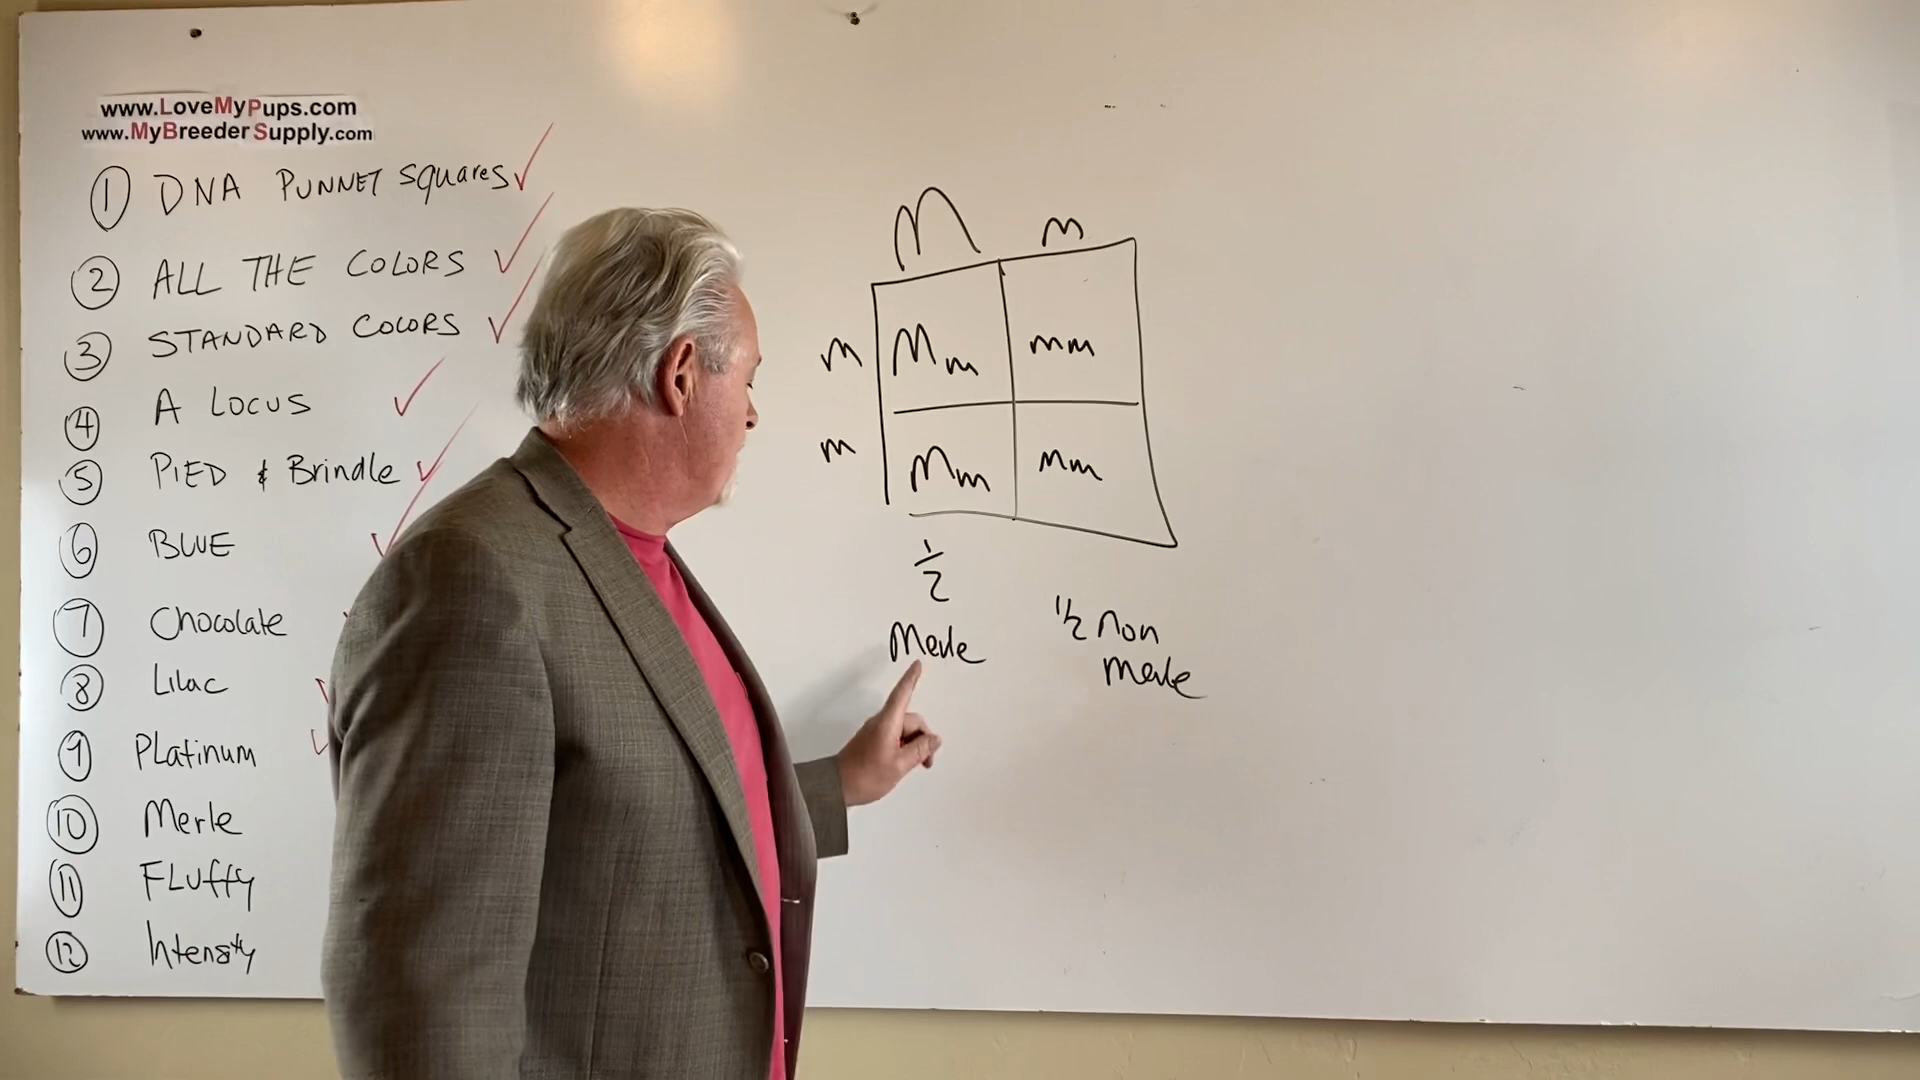 www.LoveMyPups.com
www.MyBreederSupply.com
1 DNA PUNNET SQuares
2 ALL THE COLORS
3 STANDARD COLORS
4 A LOCUS
5 PIED & Brindle
6 BLUE
7 Chocolate
8 Lilac
9 PLatinum
10 Merle
11 FLuffy
12 Intensity
M m
m Mm mm
m Mm mm
1/2
Merle
1/2 non
merle